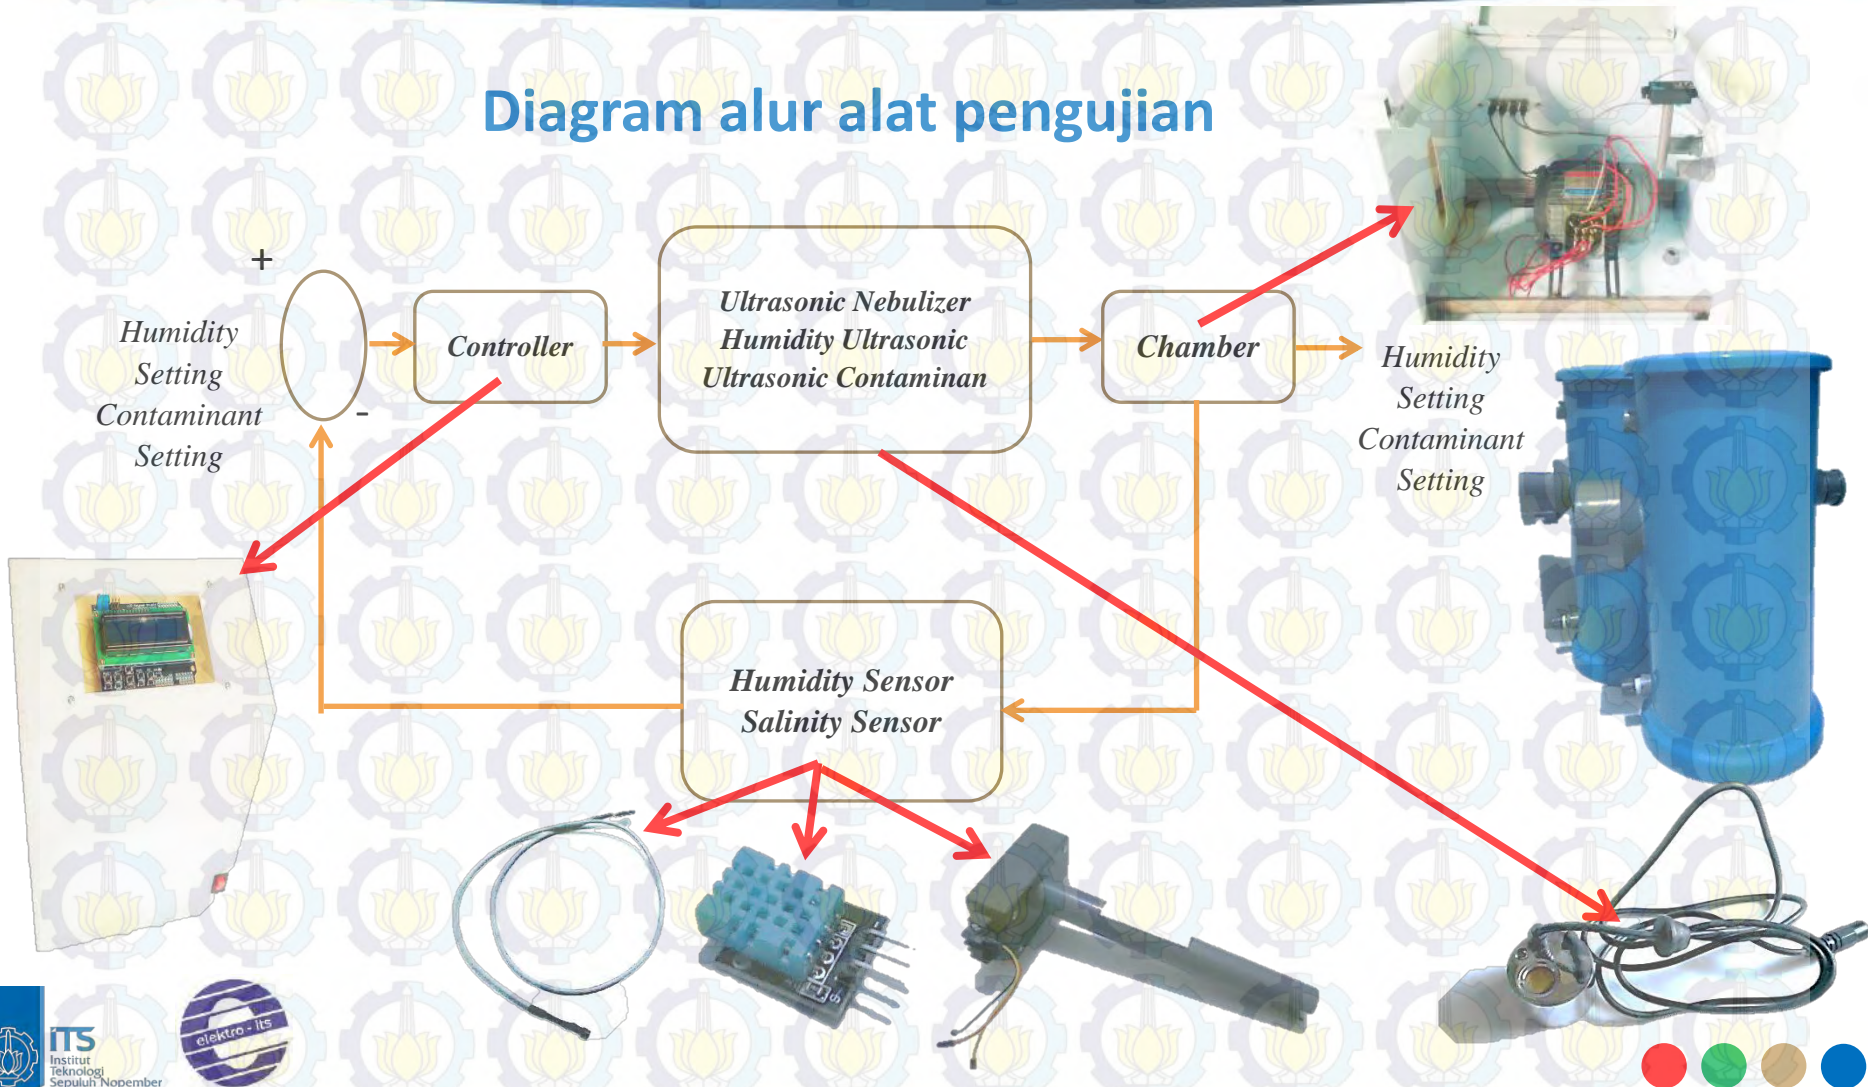 Diagram alur alat pengujian
+
Humidity
Setting
Contaminant
Setting
-
Controller
Ultrasonic Nebulizer
Humidity Ultrasonic
Ultrasonic Contaminan
Chamber
Humidity
Setting
Contaminant
Setting
Humidity Sensor
Salinity Sensor
iTS
Institut
Teknologi
Sepuluh Nopember
elektro - its